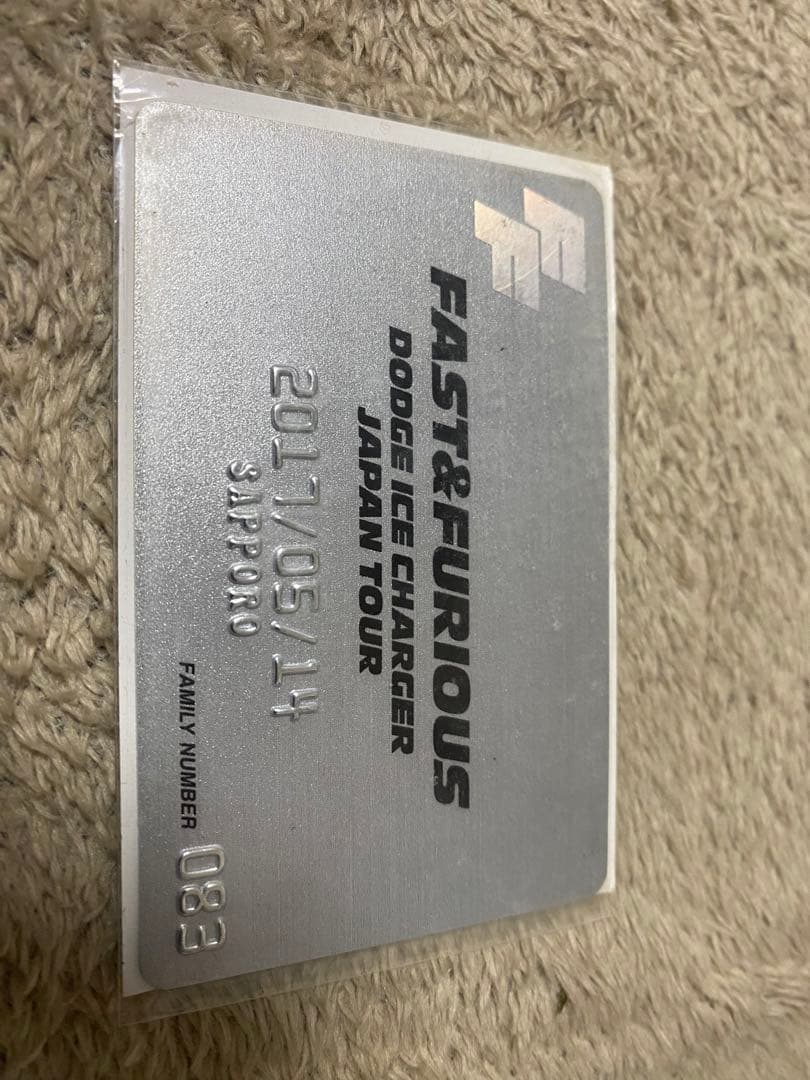 FF
FAST&FURIOUS
DODGE ICE CHARGER
JAPAN TOUR
2017/05/14
SAPPORO
FAMILY NUMBER 083